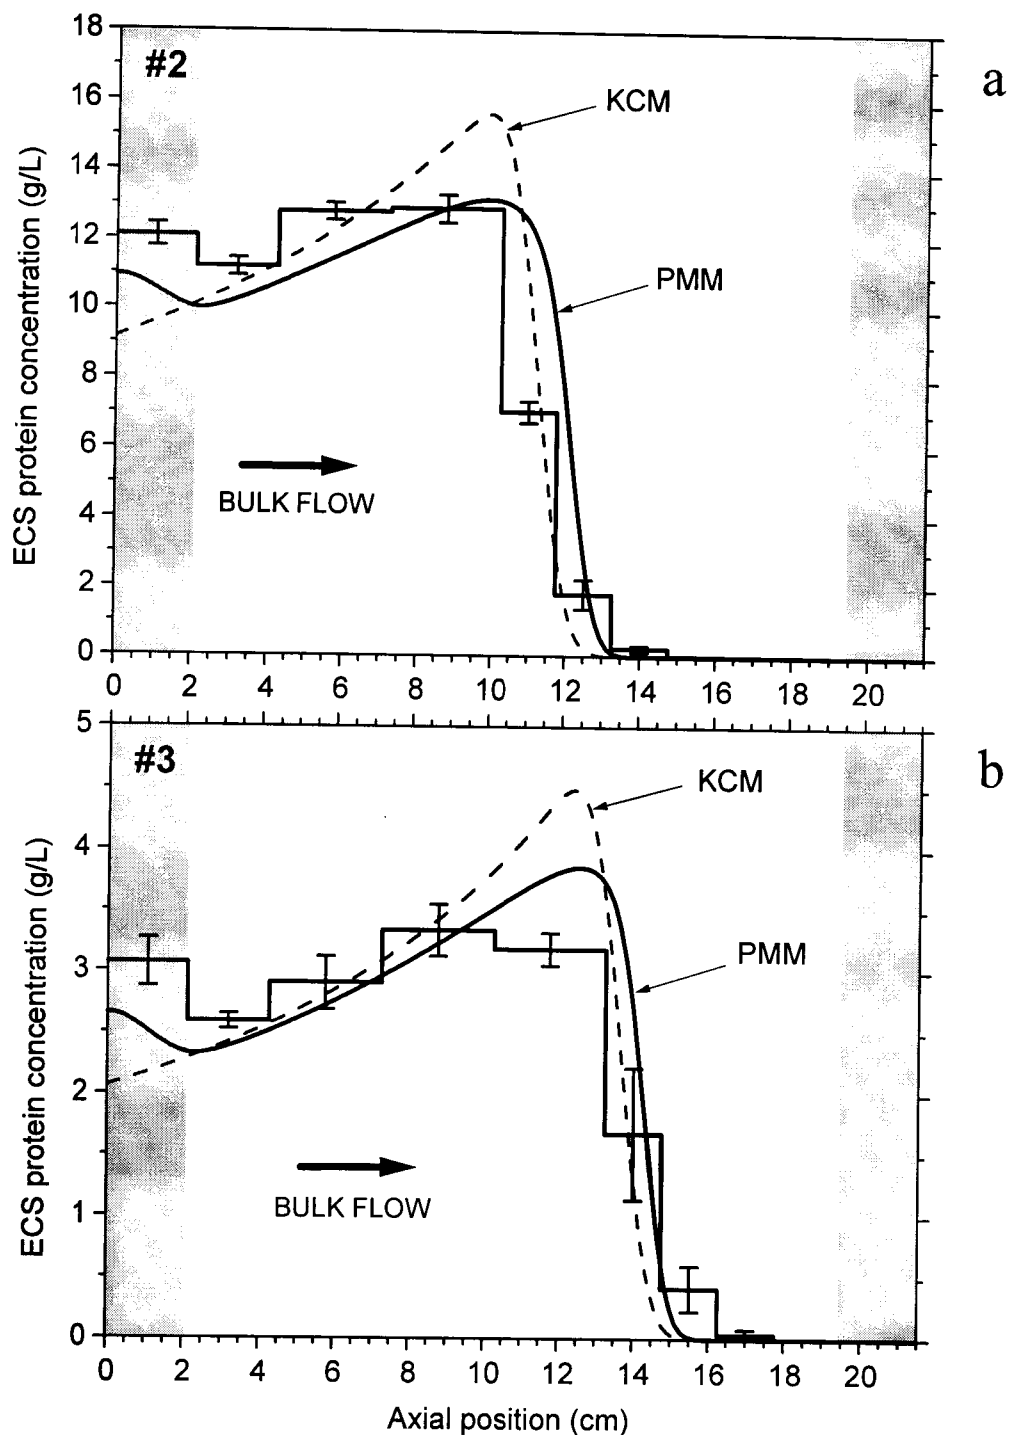 #2
a
KCM
PMM
BULK FLOW
ECS protein concentration (g/L)
18
16
14
12
10
8
6
4
2
0
0 2 4 6 8 10 12 14 16 18 20
#3
b
KCM
PMM
BULK FLOW
ECS protein concentration (g/L)
5
4
3
2
1
0
0 2 4 6 8 10 12 14 16 18 20
Axial position (cm)